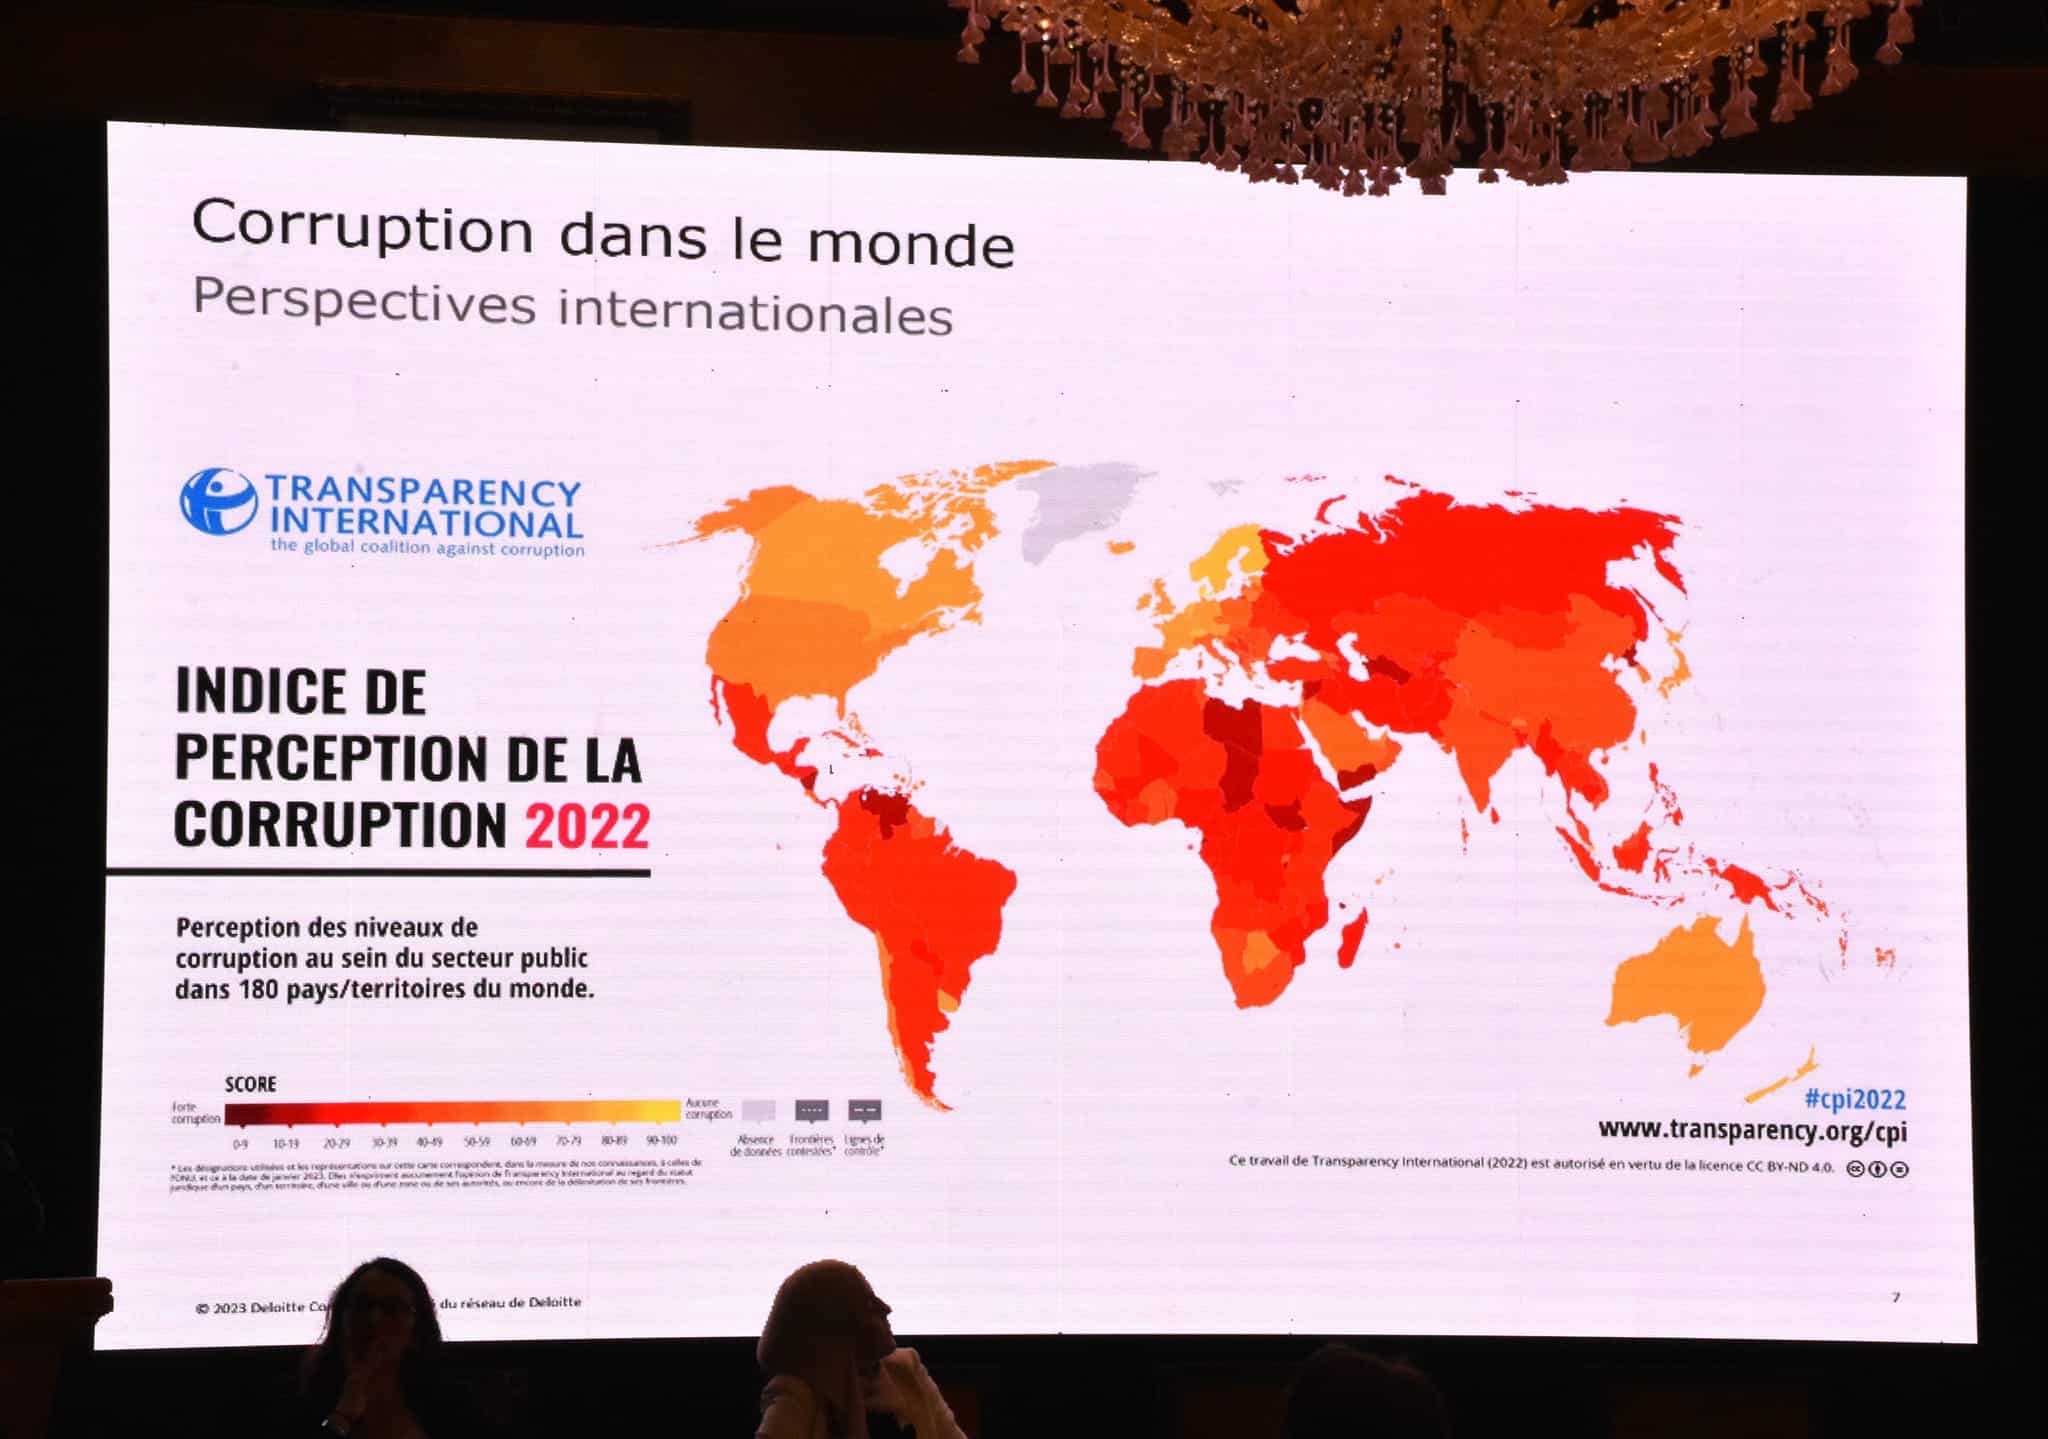 Corruption dans le monde
Perspectives internationales
TRANSPARENCY
INTERNATIONAL
the global coalition against corruption
INDICE DE
PERCEPTION DE LA
CORRUPTION 2022
Perception des niveaux de
corruption au sein du secteur public
dans 180 pays/territoires du monde.
SCORE
Forte
corruption
Aucune
corruption
0-9 10-19 20-29 30-39 40-49 50-59 60-69 70-79 80-89 90-100
Absence
de données
Frontières
contestées*
Lignes de
contrôle*
* Les désignations utilisées et les représentations sur cette carte correspondent, dans la mesure de nos connaissances, à celles de
l'ONU, et ce à la date de janvier 2023. Elles n'expriment aucunement l'opinion de Transparency International au regard du statut
juridique d'un pays, d'un territoire, d'une ville ou d'une zone ou de ses autorités, ou encore de la délimitation de ses frontières.
#cpi2022
www.transparency.org/cpi
Ce travail de Transparency International (2022) est autorisé en vertu de la licence CC BY-ND 4.0.
© 2023 Deloitte du réseau de Deloitte
7